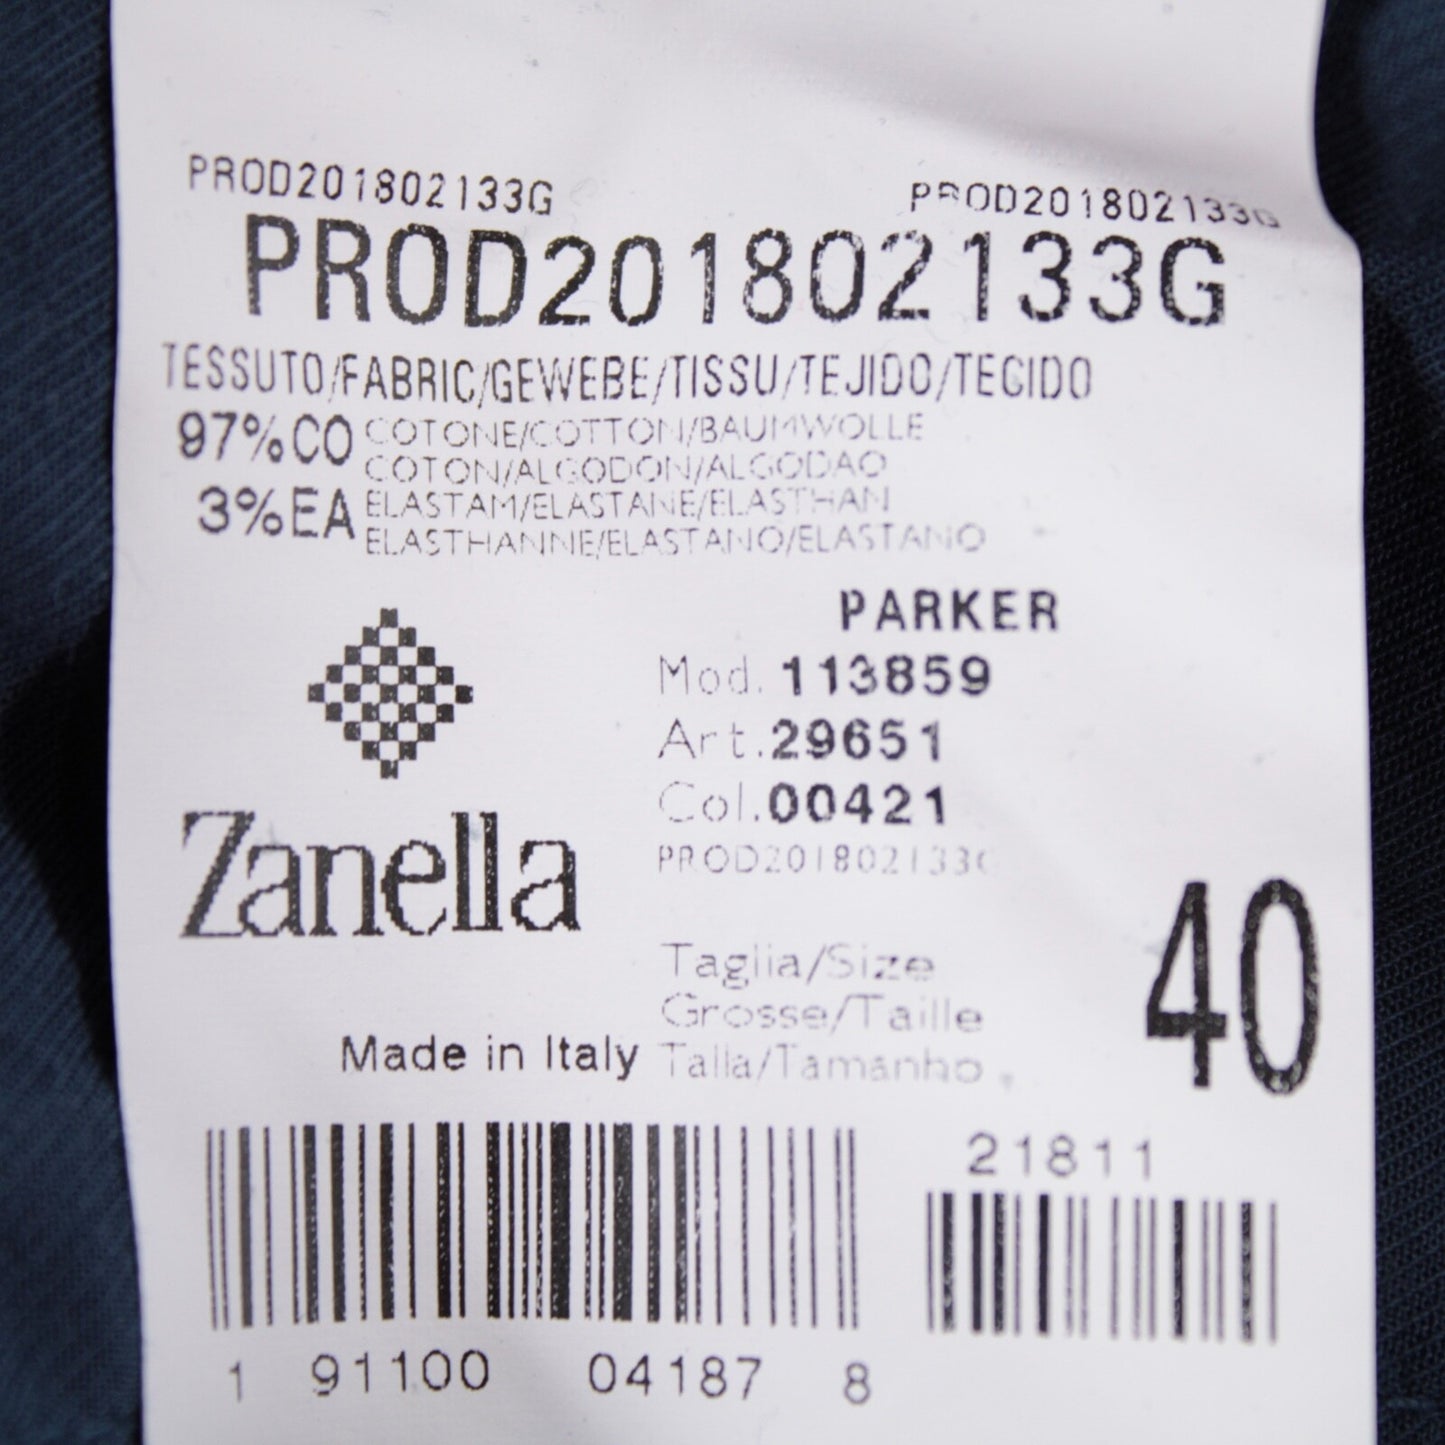 PROD201802133G PROD201802133G
PROD201802133G
TESSUTO/FABRIC/GEWEBE/TISSU/TEJIDO/TECIDO
97%CO COTONE/COTTON/BAUMWOLLE
COTON/ALGODON/ALGODAO
3%EA ELASTAM/ELASTANE/ELASTHAN
ELASTHANNE/ELASTANO/ELASTANO
PARKER
Mod. 113859
Art.29651
Col.00421
PROD201802133G
Zanella
Taglia/Size
Grosse/Taille
Talla/Tamanho
40
Made in Italy
21811
1 91100 04187 8